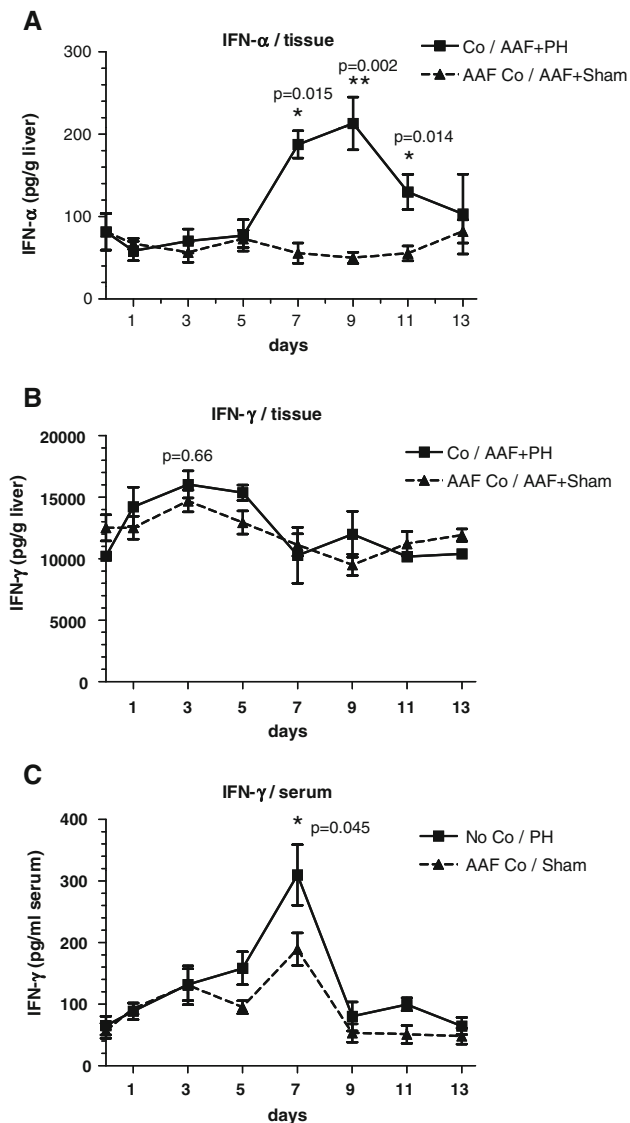 A
IFN-α / tissue
Co / AAF+PH
AAF Co / AAF+Sham
p=0.015
*
p=0.002
**
p=0.014
*
IFN-α (pg/g liver)
300
200
100
0
1 3 5 7 9 11 13
days
B
IFN-γ / tissue
Co / AAF+PH
AAF Co / AAF+Sham
p=0.66
IFN-γ (pg/g liver)
20000
15000
10000
5000
0
1 3 5 7 9 11 13
days
C
IFN-γ / serum
No Co / PH
AAF Co / Sham
* p=0.045
IFN-γ (pg/ml serum)
400
300
200
100
0
1 3 5 7 9 11 13
days